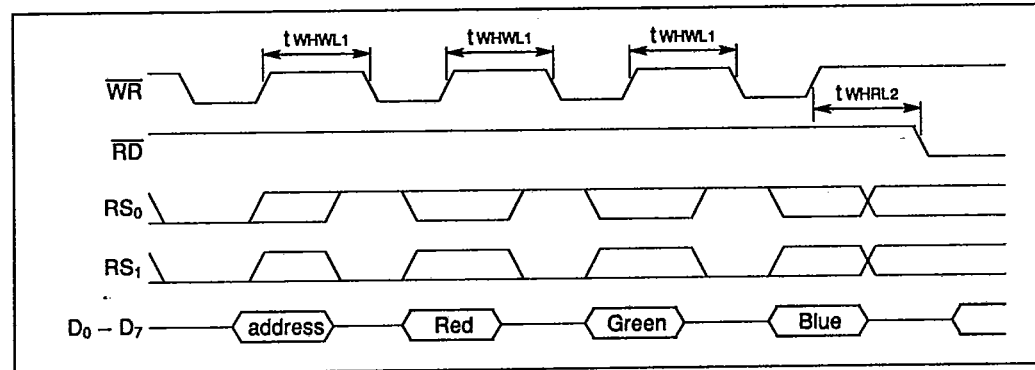 tWHWL1 tWHWL1 tWHWL1
WR
tWHRL2
RD
RS0
RS1
D0 – D7 address Red Green Blue